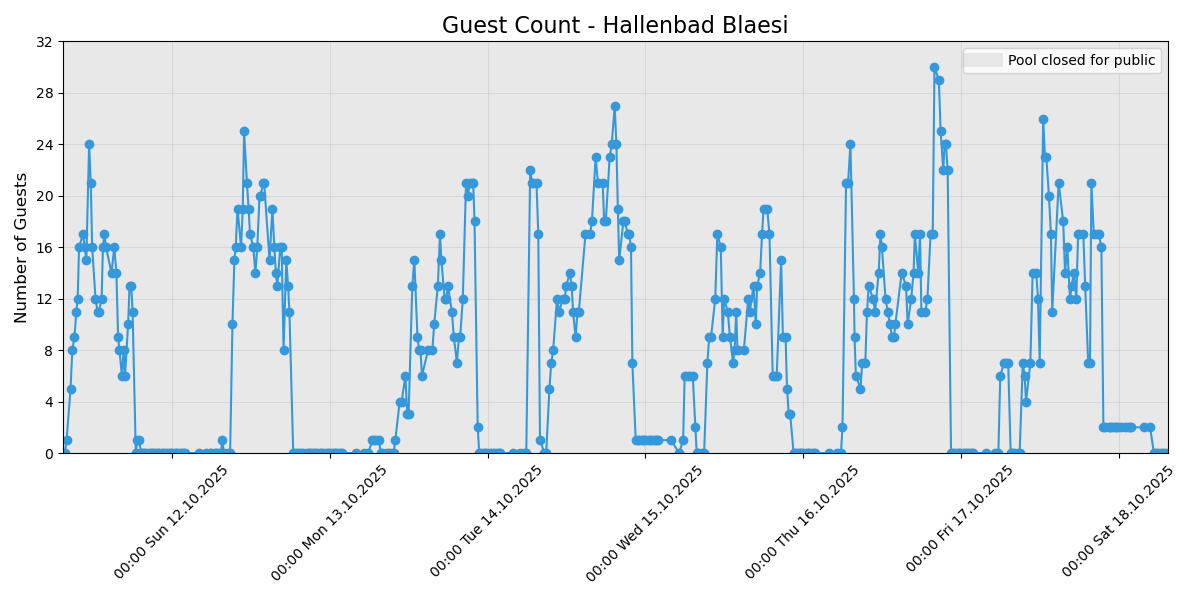 Guest Count - Hallenbad Blaesi
Pool closed for public
Number of Guests
32
28
24
20
16
12
8
4
0
00:00 Sun 12.10.2025
00:00 Mon 13.10.2025
00:00 Tue 14.10.2025
00:00 Wed 15.10.2025
00:00 Thu 16.10.2025
00:00 Fri 17.10.2025
00:00 Sat 18.10.2025